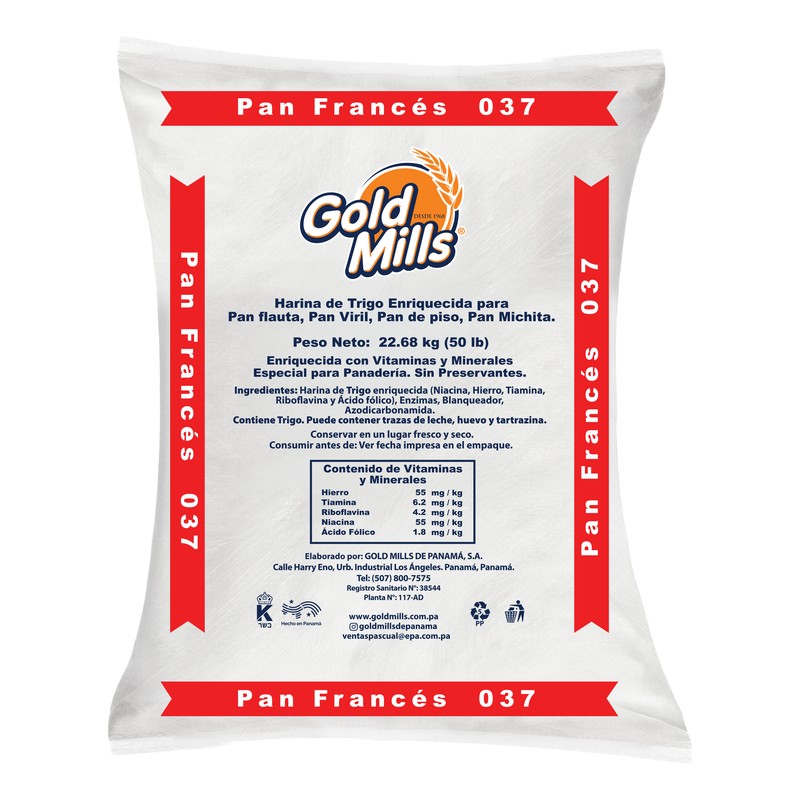 Pan Francés 037
Gold
DESDE 1968
Mills®
Harina de Trigo Enriquecida para
Pan flauta, Pan Viril, Pan de piso, Pan Michita.
Peso Neto: 22.68 kg (50 lb)
Enriquecida con Vitaminas y Minerales
Especial para Panadería. Sin Preservantes.
Ingredientes: Harina de Trigo enriquecida (Niacina, Hierro, Tiamina,
Riboflavina y Ácido fólico), Enzimas, Blanqueador,
Azodicarbonamida.
Contiene Trigo. Puede contener trazas de leche, huevo y tartrazina.
Conservar en un lugar fresco y seco.
Consumir antes de: Ver fecha impresa en el empaque.
Contenido de Vitaminas
y Minerales
Hierro 55 mg / kg
Tiamina 6.2 mg / kg
Riboflavina 4.2 mg / kg
Niacina 55 mg / kg
Ácido Fólico 1.8 mg / kg
Elaborado por: GOLD MILLS DE PANAMÁ, S.A.
Calle Harry Eno, Urb. Industrial Los Ángeles. Panamá, Panamá.
Tel: (507) 800-7575
Registro Sanitario N°: 38544
Planta N°: 117-AD
K
כשר
Hecho en Panamá
www.goldmills.com.pa
goldmillsdepanama
ventaspascual@epa.com.pa
5
PP
Pan Francés 037
Pan Francés 037
Pan Francés 037